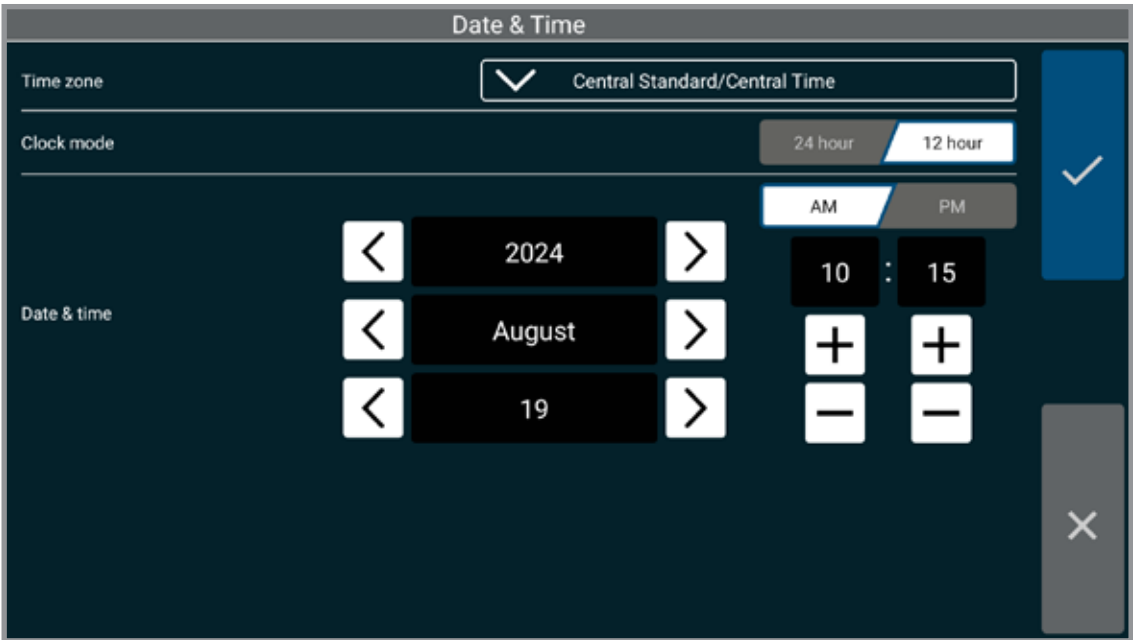 Date & Time
Time zone
Central Standard/Central Time
Clock mode
24 hour
12 hour
AM
PM
Date & time
2024
August
19
10 : 15